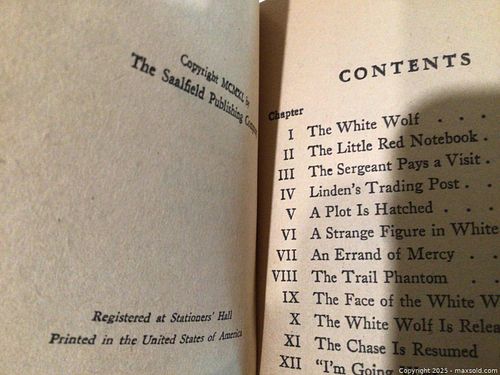 Copyright MCMXL by
The Saalfield Publishing
Registered at Stationers' Hall
Printed in the United States of America
CONTENTS
Chapter
I The White Wolf . . .
II The Little Red Notebook .
III The Sergeant Pays a Visit .
IV Linden's Trading Post . .
V A Plot Is Hatched . . .
VI A Strange Figure in White
VII An Errand of Mercy . .
VIII The Trail Phantom . .
IX The Face of the White W
X The White Wolf Is Relea
XI The Chase Is Resumed
XII "I'm Going
Copyright 2025 - maxsold.com